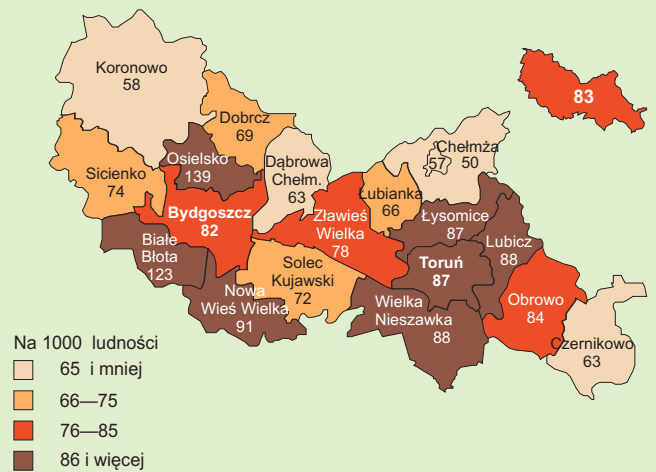 Koronowo
58
Dobrcz
69
83
Osielsko
139
Dąbrowa
Chełm.
63
Chełmża
57 50
Sicienko
74
Łubianka
66
Bydgoszcz
82
Zławieś
Wielka
78
Łysomice
87
Lubicz
88
Białe
Błota
123
Solec
Kujawski
72
Toruń
87
Nowa
Wieś Wielka
91
Wielka
Nieszawka
88
Obrowo
84
Czernikowo
63
Na 1000 ludności
65 i mniej
66—75
76—85
86 i więcej